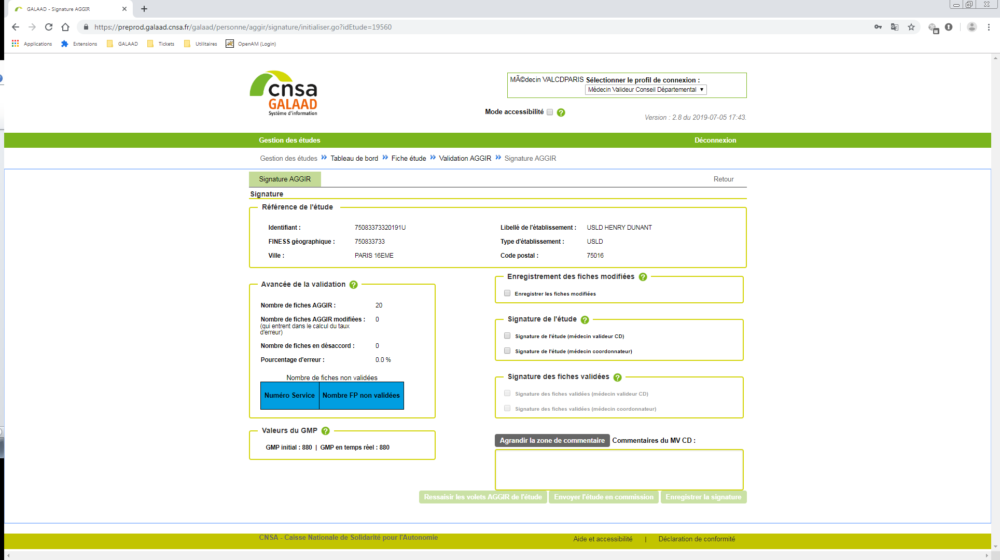 GALAAD - Signature AGGIR
https://preprod.galaad.cnsa.fr/galaad/personne/aggir/signature/initialiser.go?idEtude=19560
Applications Extensions GALAAD Tickets Utilitaires OpenAM (Login)
cnsa
GALAAD
Système d'information
MÃ©decin VALCDPARIS Sélectionner le profil de connexion :
Médecin Valideur Conseil Départemental
Mode accessibilité
Version : 2.8 du 2019-07-05 17:43.
Gestion des études Déconnexion
Gestion des études Tableau de bord Fiche étude Validation AGGIR Signature AGGIR
Signature AGGIR Retour
Signature
Référence de l'étude
Identifiant : 75083373320191U Libellé de l'établissement : USLD HENRY DUNANT
FINESS géographique : 750833733 Type d'établissement : USLD
Ville : PARIS 16EME Code postal : 75016
Avancée de la validation
Nombre de fiches AGGIR : 20
Nombre de fiches AGGIR modifiées : 0
(qui entrent dans le calcul du taux
d'erreur)
Nombre de fiches en désaccord : 0
Pourcentage d'erreur : 0.0 %
Nombre de fiches non validées
Numéro Service Nombre FP non validées
Valeurs du GMP
GMP initial : 880 | GMP en temps réel : 880
Enregistrement des fiches modifiées
Enregistrer les fiches modifiées
Signature de l'étude
Signature de l'étude (médecin valideur CD)
Signature de l'étude (médecin coordonnateur)
Signature des fiches validées
Signature des fiches validées (médecin valideur CD)
Signature des fiches validées (médecin coordonnateur)
Agrandir la zone de commentaire Commentaires du MV CD :
Ressaisir les volets AGGIR de l'étude Envoyer l'étude en commission Enregistrer la signature
CNSA - Caisse Nationale de Solidarité pour l'Autonomie
Aide et accessibilité | Déclaration de conformité